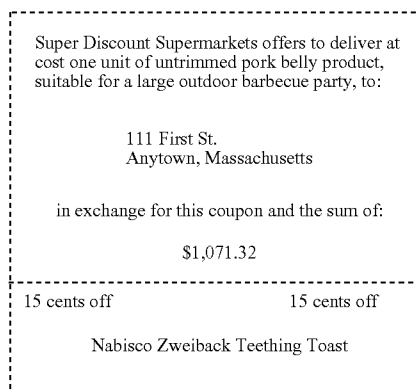 Super Discount Supermarkets offers to deliver at
cost one unit of untrimmed pork belly product,
suitable for a large outdoor barbecue party, to:
111 First St.
Anytown, Massachusetts
in exchange for this coupon and the sum of:
$1,071.32
15 cents off 15 cents off
Nabisco Zweiback Teething Toast